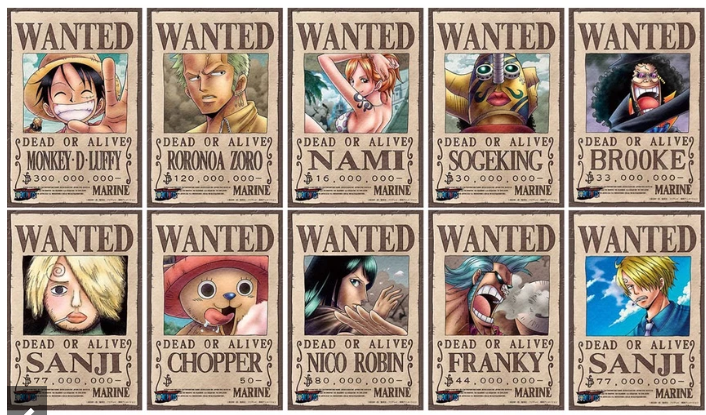 WANTED
DEAD OR ALIVE
MONKEY·D·LUFFY
฿300,000,000-
MARINE
WANTED
DEAD OR ALIVE
RORONOA ZORO
฿120,000,000-
MARINE
WANTED
DEAD OR ALIVE
NAMI
฿16,000,000-
MARINE
WANTED
DEAD OR ALIVE
SOGEKING
฿30,000,000-
MARINE
WANTED
DEAD OR ALIVE
BROOKE
฿33,000,000-
MARINE
WANTED
DEAD OR ALIVE
SANJI
฿77,000,000-
MARINE
WANTED
DEAD OR ALIVE
CHOPPER
฿50-
MARINE
WANTED
DEAD OR ALIVE
NICO ROBIN
฿80,000,000-
MARINE
WANTED
DEAD OR ALIVE
FRANKY
฿44,000,000-
MARINE
WANTED
DEAD OR ALIVE
SANJI
฿77,000,000-
MARINE